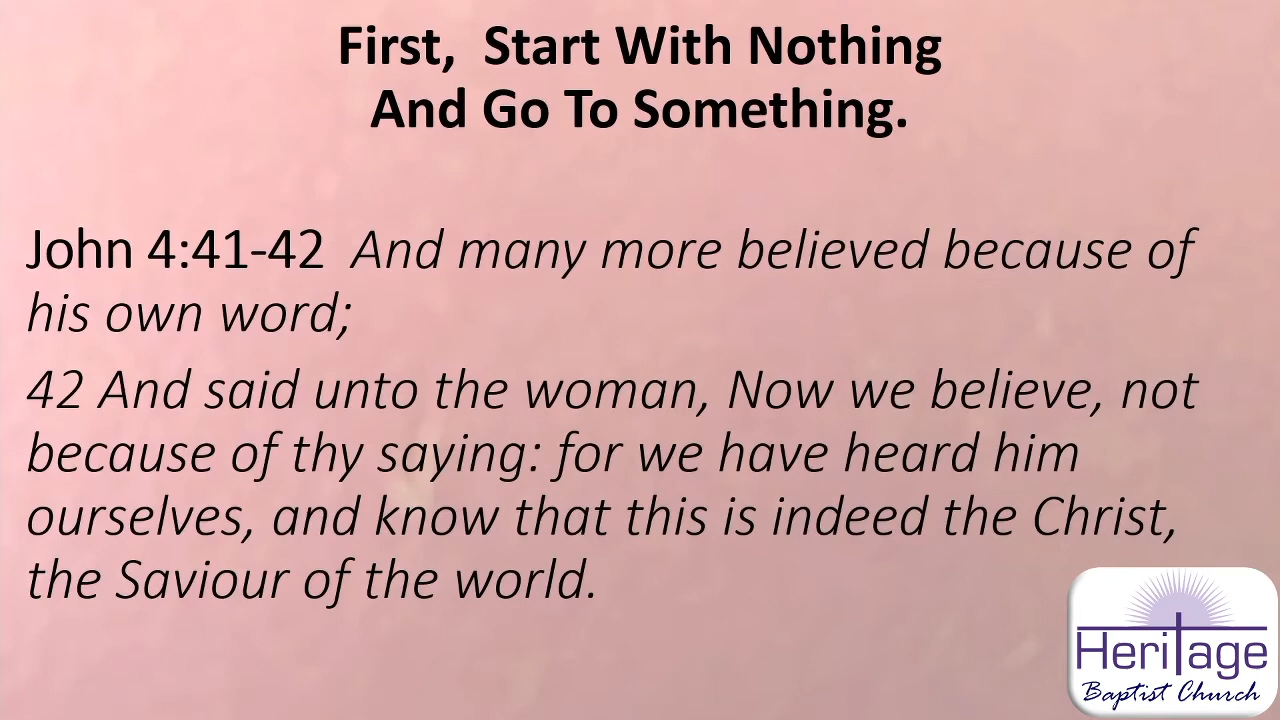 First,  Start With Nothing
And Go To Something.
John 4:41-42  And many more believed because of
his own word;
42 And said unto the woman, Now we believe, not
because of thy saying: for we have heard him
ourselves, and know that this is indeed the Christ,
the Saviour of the world.
Heritage
Baptist Church